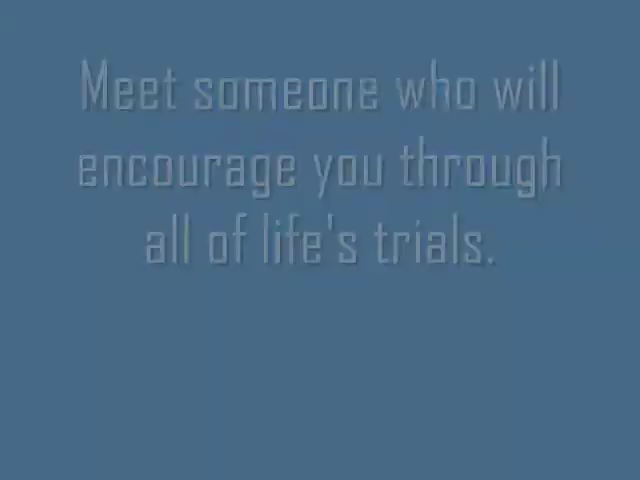 Meet someone who will
encourage you through
all of life's trials.